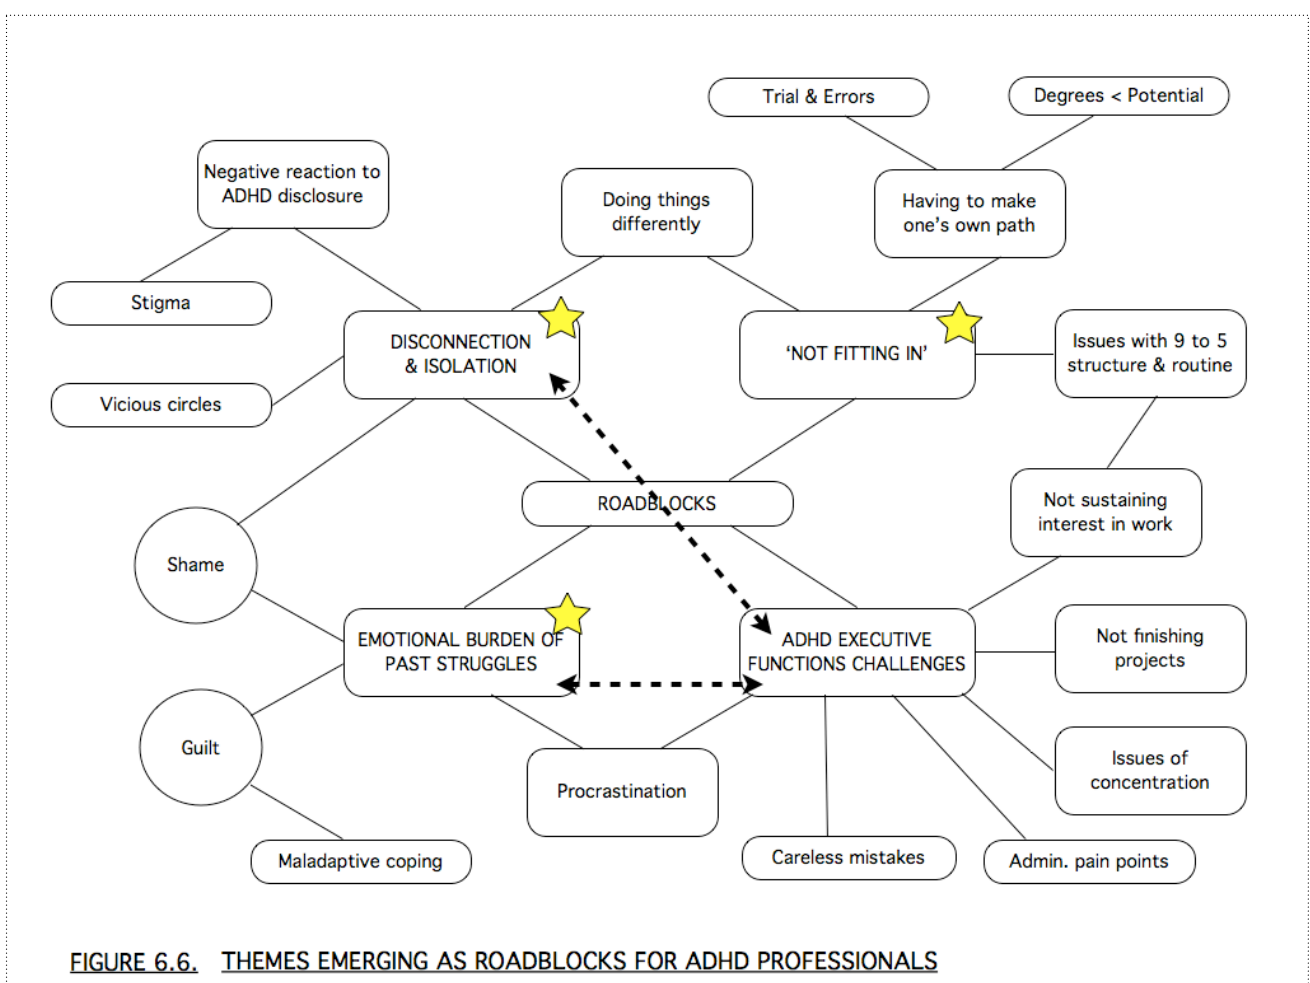 Trial & Errors
Degrees < Potential
Negative reaction to
ADHD disclosure
Doing things
differently
Having to make
one's own path
Stigma
DISCONNECTION
& ISOLATION
'NOT FITTING IN'
Issues with 9 to 5
structure & routine
Vicious circles
ROADBLOCKS
Not sustaining
interest in work
Shame
EMOTIONAL BURDEN OF
PAST STRUGGLES
ADHD EXECUTIVE
FUNCTIONS CHALLENGES
Not finishing
projects
Guilt
Procrastination
Issues of
concentration
Maladaptive coping
Careless mistakes
Admin. pain points
FIGURE 6.6. THEMES EMERGING AS ROADBLOCKS FOR ADHD PROFESSIONALS